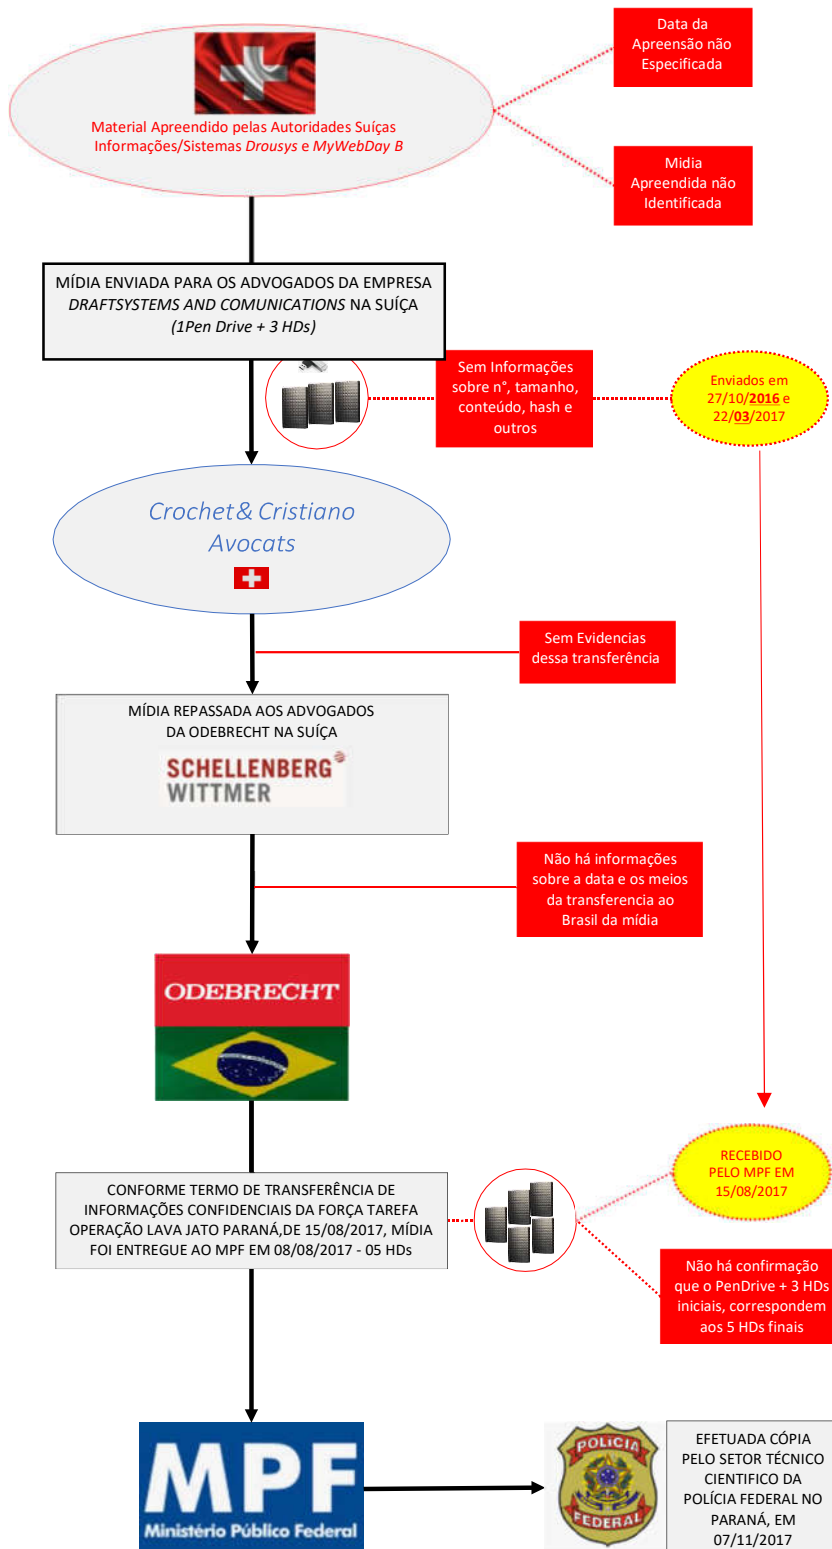 Data da
Apreensão não
Especificada
Material Apreendido pelas Autoridades Suíças
Informações/Sistemas Drousys e MyWebDay B
Midia
Apreendida não
Identificada
MÍDIA ENVIADA PARA OS ADVOGADOS DA EMPRESA
DRAFTSYSTEMS AND COMUNICATIONS NA SUÍÇA
(1Pen Drive + 3 HDs)
Sem Informações
sobre n°, tamanho,
conteúdo, hash e
outros
Enviados em
27/10/2016 e
22/03/2017
Crochet& Cristiano
Avocats
Sem Evidencias
dessa transferência
MÍDIA REPASSADA AOS ADVOGADOS
DA ODEBRECHT NA SUÍÇA
SCHELLENBERG
WITTMER
Não há informações
sobre a data e os meios
da transferencia ao
Brasil da mídia
ODEBRECHT
CONFORME TERMO DE TRANSFERÊNCIA DE
INFORMAÇÕES CONFIDENCIAIS DA FORÇA TAREFA
OPERAÇÃO LAVA JATO PARANÁ,DE 15/08/2017, MÍDIA
FOI ENTREGUE AO MPF EM 08/08/2017 - 05 HDs
RECEBIDO
PELO MPF EM
15/08/2017
Não há confirmação
que o PenDrive + 3 HDs
iniciais, correspondem
aos 5 HDs finais
MPF
Ministério Público Federal
POLÍCIA
FEDERAL
EFETUADA CÓPIA
PELO SETOR TÉCNICO
CIENTIFICO DA
POLÍCIA FEDERAL NO
PARANÁ, EM
07/11/2017